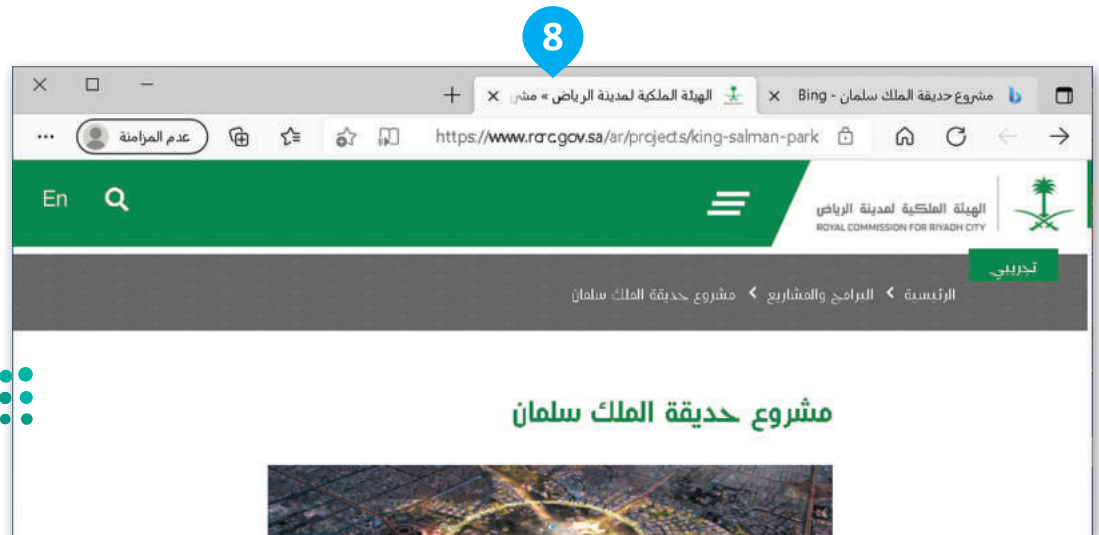 8
مشروع حديقة الملك سلمان - Bing
الهيئة الملكية لمدينة الرياض » مشر
https://www.rcrc.gov.sa/ar/projects/king-salman-park
عدم المزامنة
الهيئة الملكية لمدينة الرياض
ROYAL COMMISSION FOR RIYADH CITY
En
تجريبي
الرئيسية > البرامج والمشاريع > مشروع حديقة الملك سلمان
مشروع حديقة الملك سلمان